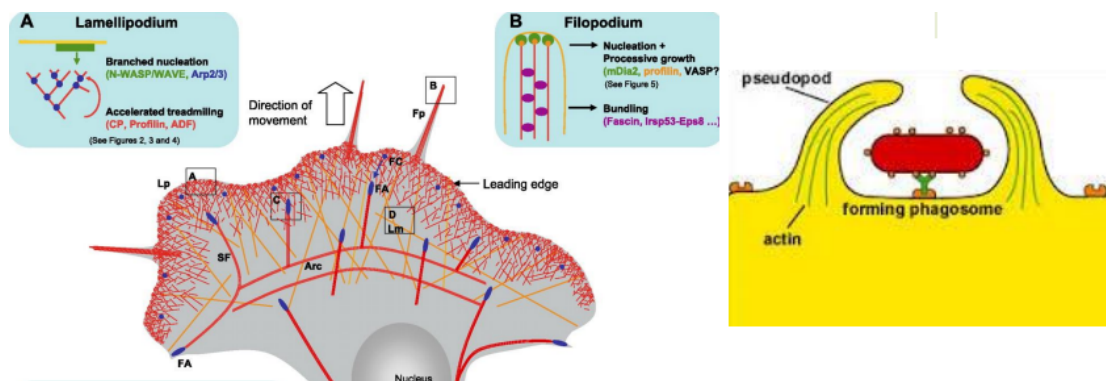 A Lamellipodium
Branched nucleation
(N-WASP/WAVE, Arp2/3)
Accelerated treadmilling
(CP, Profilin, ADF)
(See Figures 2, 3 and 4)
B Filopodium
Nucleation +
Processive growth
(mDia2, profilin, VASP?
(See Figure 5)
Bundling
(Fascin, Irsp53-Eps8 ...)
Direction of
movement
B
Fp
FC
Lp
A
FA
Leading edge
C
D
Lm
SF
Arc
FA
Nucleus
pseudopod
forming phagosome
actin